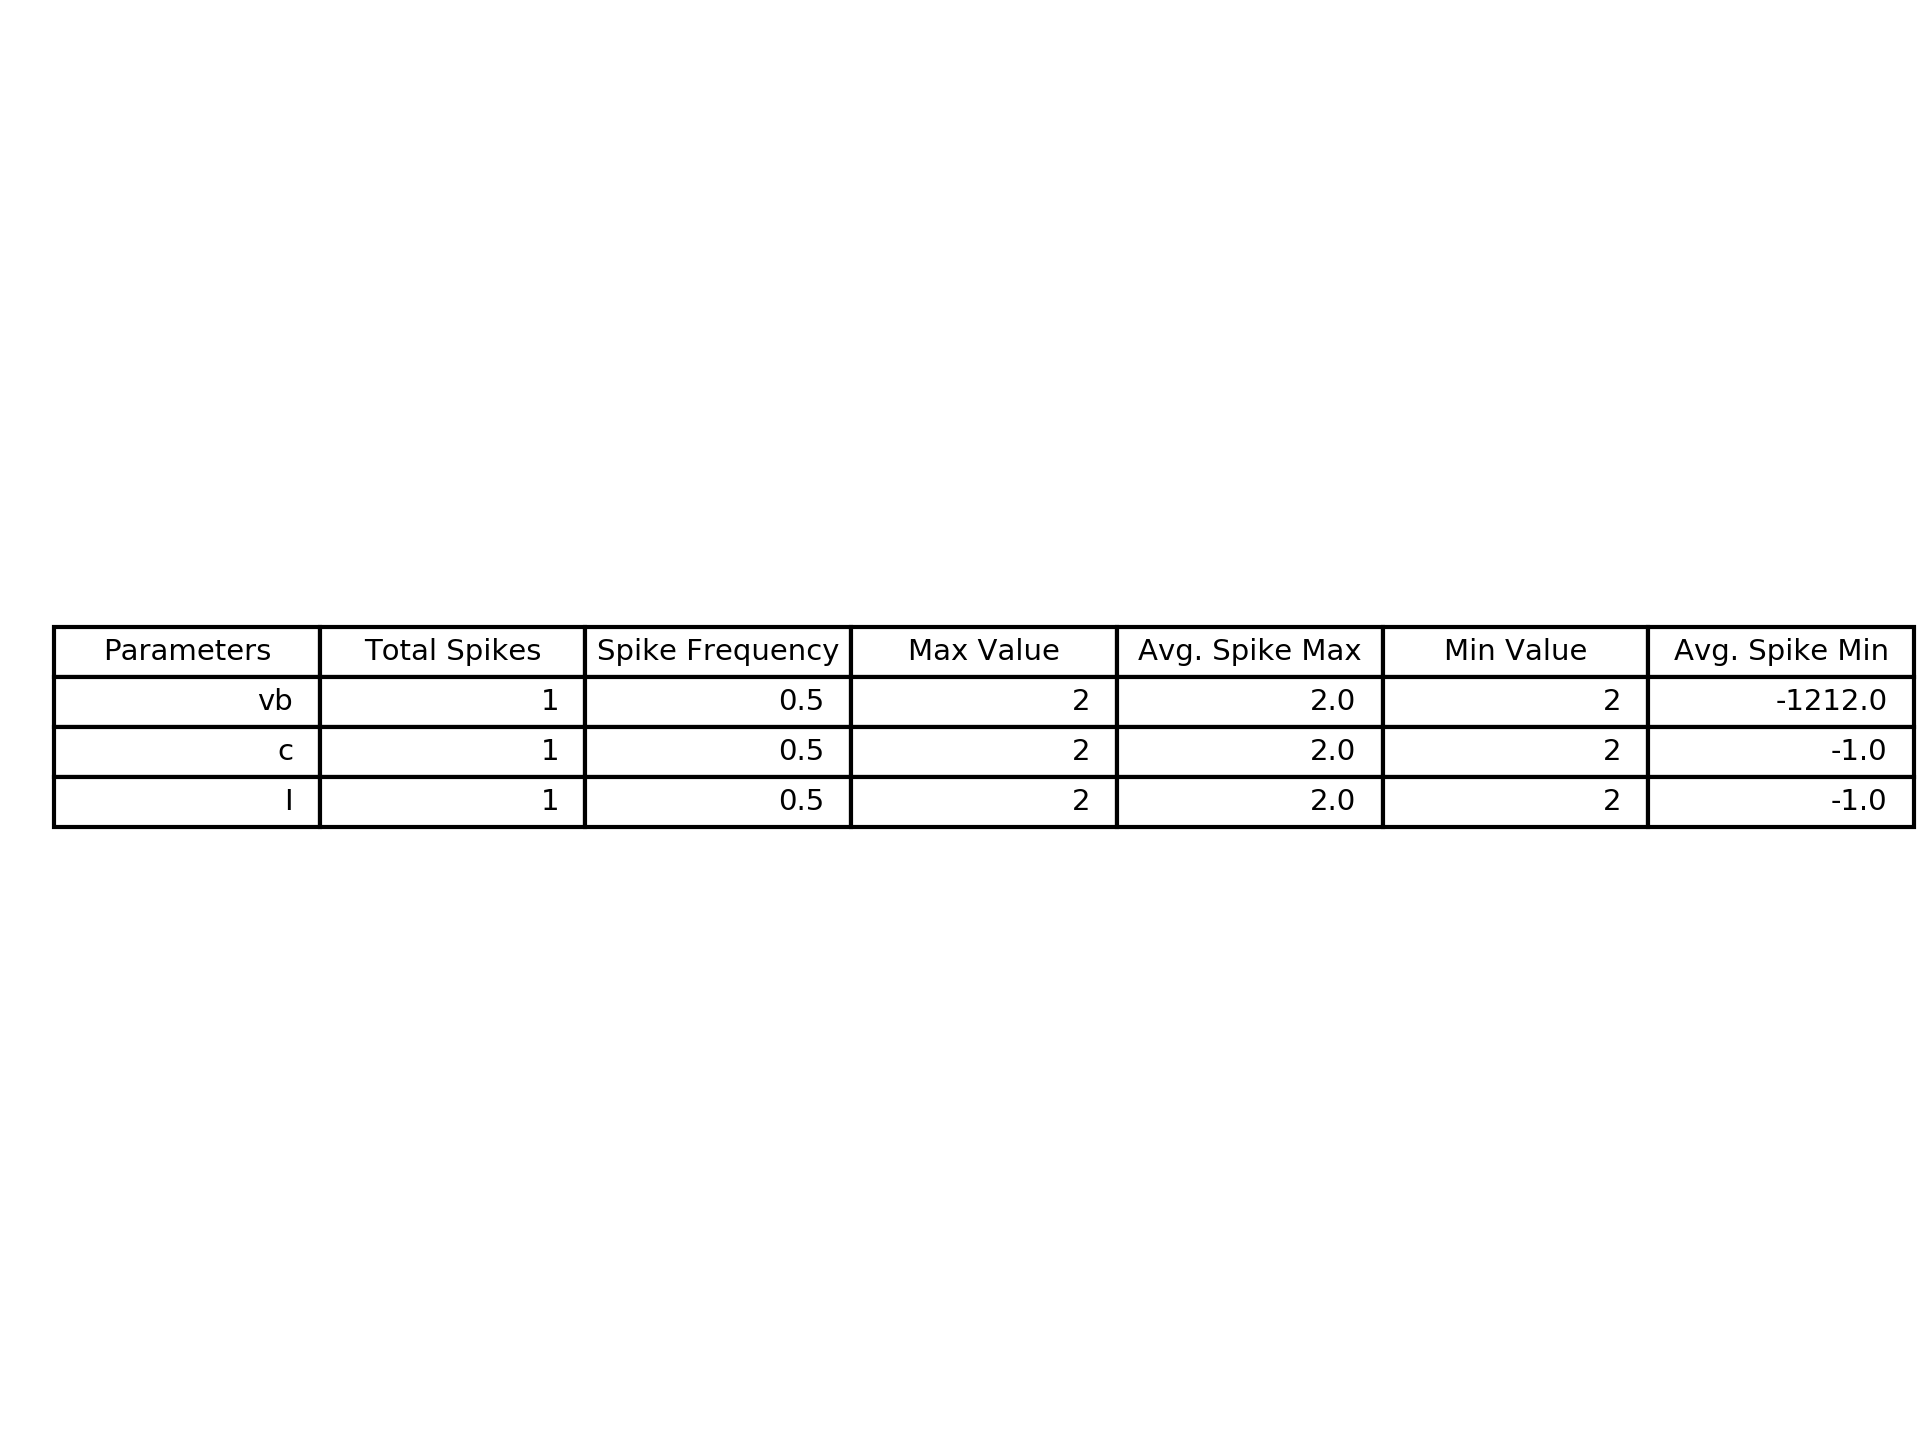 Parameters Total Spikes Spike Frequency Max Value Avg. Spike Max Min Value Avg. Spike Min
vb 1 0.5 2 2.0 2 -1212.0
c 1 0.5 2 2.0 2 -1.0
I 1 0.5 2 2.0 2 -1.0